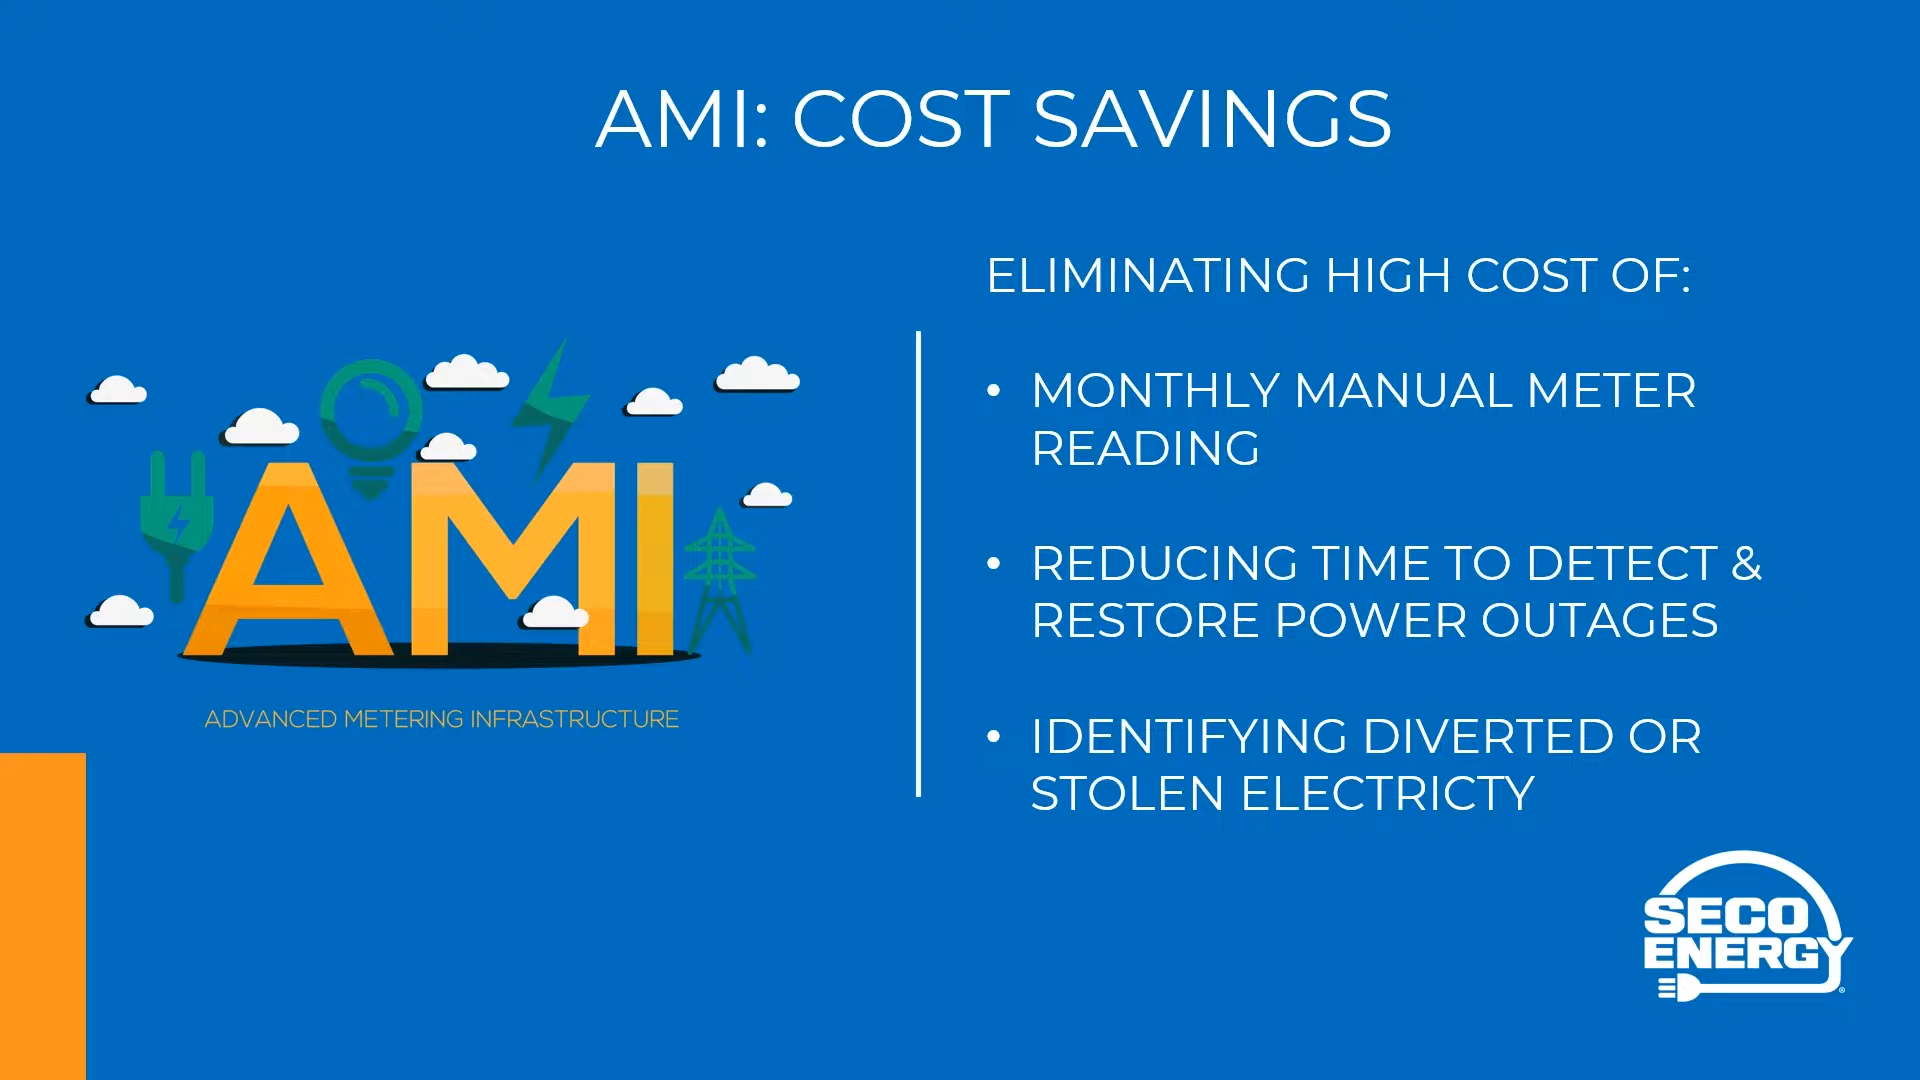 AMI: COST SAVINGS
ELIMINATING HIGH COST OF:
• MONTHLY MANUAL METER
READING
• REDUCING TIME TO DETECT &
RESTORE POWER OUTAGES
• IDENTIFYING DIVERTED OR
STOLEN ELECTRICTY
AMI
ADVANCED METERING INFRASTRUCTURE
SECO
ENERGY
®